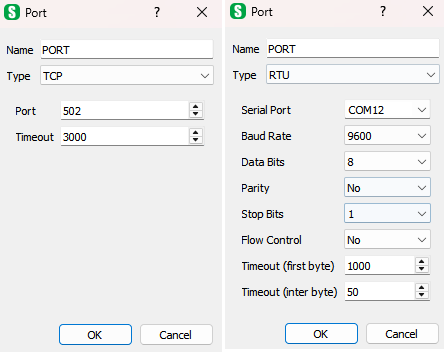 S Port ? ×
Name PORT
Type TCP
Port 502
Timeout 3000
OK Cancel
S Port ? ×
Name PORT
Type RTU
Serial Port COM12
Baud Rate 9600
Data Bits 8
Parity No
Stop Bits 1
Flow Control No
Timeout (first byte) 1000
Timeout (inter byte) 50
OK Cancel